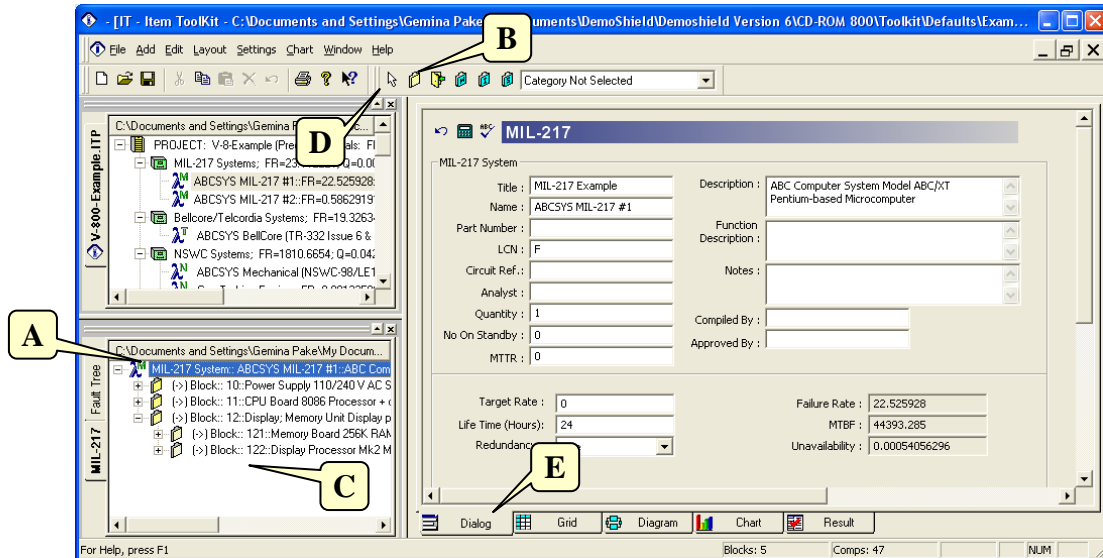 - [IT - Item ToolKit - C:\Documents and Settings\Gemina Pake\ ocuments\DemoShield\Demoshield Version 6\CD-ROM 800\Toolkit\Defaults\Exam...
File Add Edit Layout Settings Chart Window Help
B
Category Not Selected
D
V-800-Example.ITP
C:\Documents and Settings\Gemina
PROJECT: V-8-Example
MIL-217 Systems; FR=23.
ABCSYS MIL-217 #1::FR=22.525928:
ABCSYS MIL-217 #2::FR=0.5862919
Bellcore/Telcordia Systems; FR=19.3263
ABCSYS BellCore (TR-332 Issue 6 &
NSWC Systems; FR=1810.6654; Q=0.042
ABCSYS Mechanical (NSWC-98/LE1
A
Fault Tree
MIL-217
C:\Documents and Settings\Gemina Pake\My Docum...
MIL-217 System:: ABCSYS MIL-217 #1::ABC Com
(->) Block:: 10::Power Supply 110/240 V AC S
(->) Block:: 11::CPU Board 8086 Processor +
(->) Block:: 12::Display; Memory Unit Display p
(->) Block:: 121::Memory Board 256K RAM
(->) Block:: 122::Display Processor Mk2 M
C
MIL-217
MIL-217 System
Title : MIL-217 Example
Name : ABCSYS MIL-217 #1
Part Number :
LCN : F
Circuit Ref.:
Analyst :
Quantity : 1
No On Standby : 0
MTTR : 0
Description : ABC Computer System Model ABC/XT
Pentium-based Microcomputer
Function
Description :
Notes :
Compiled By :
Approved By :
Target Rate : 0
Life Time (Hours): 24
Redundanc
E
Failure Rate : 22.525928
MTBF : 44393.285
Unavailability : 0.00054056296
Dialog Grid Diagram Chart Result
For Help, press F1 Blocks: 5 Comps: 47 NUM